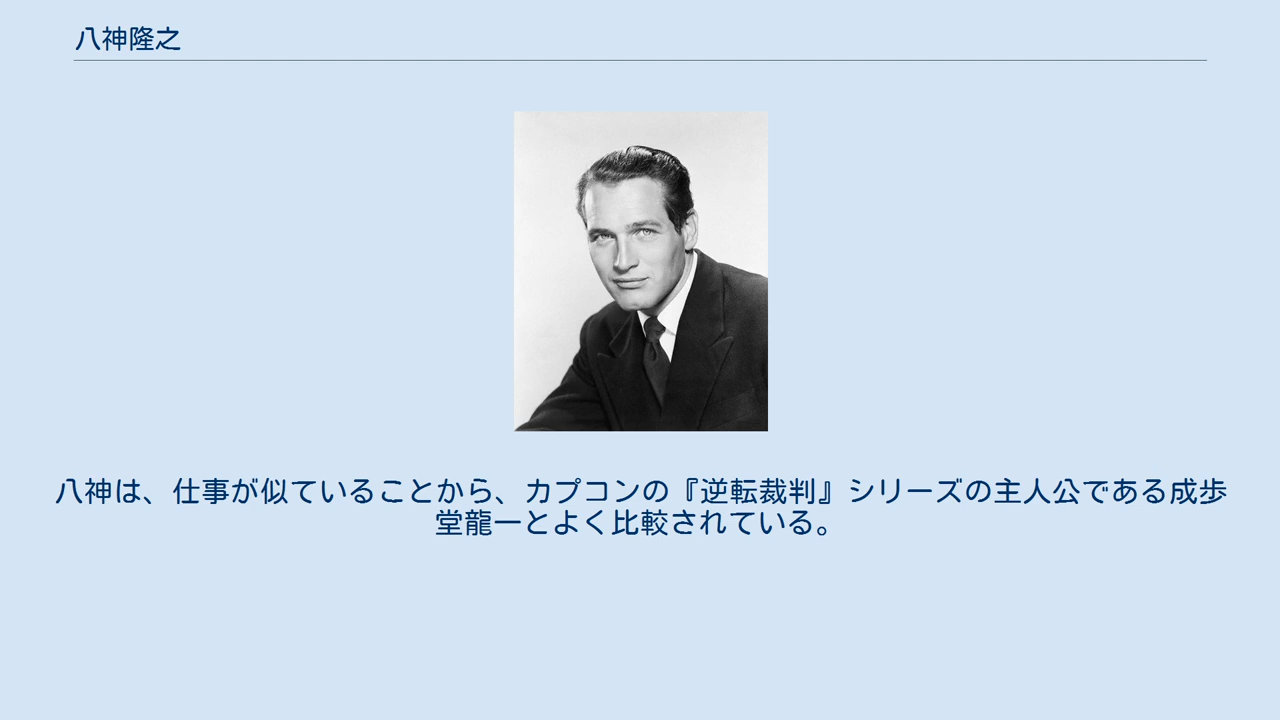 八神隆之
八神は、仕事が似ていることから、カプコンの『逆転裁判』シリーズの主人公である成歩
堂龍一とよく比較されている。